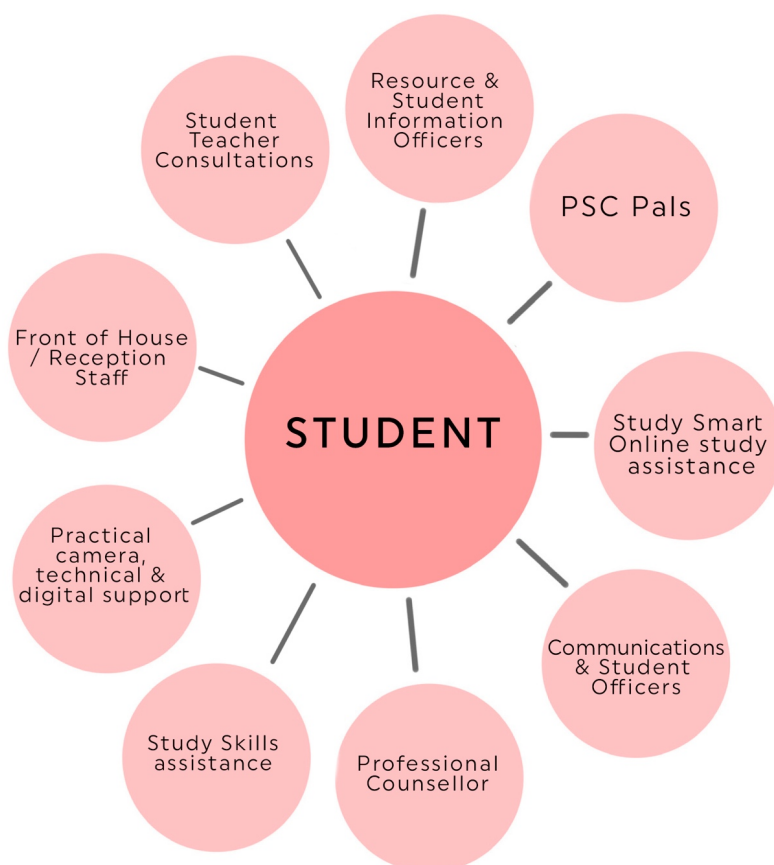 Resource &
Student
Information
Officers
Student
Teacher
Consultations
PSC Pals
Front of House
/ Reception
Staff
STUDENT
Study Smart
Online study
assistance
Practical
camera,
technical &
digital support
Communications
& Student
Officers
Study Skills
assistance
Professional
Counsellor